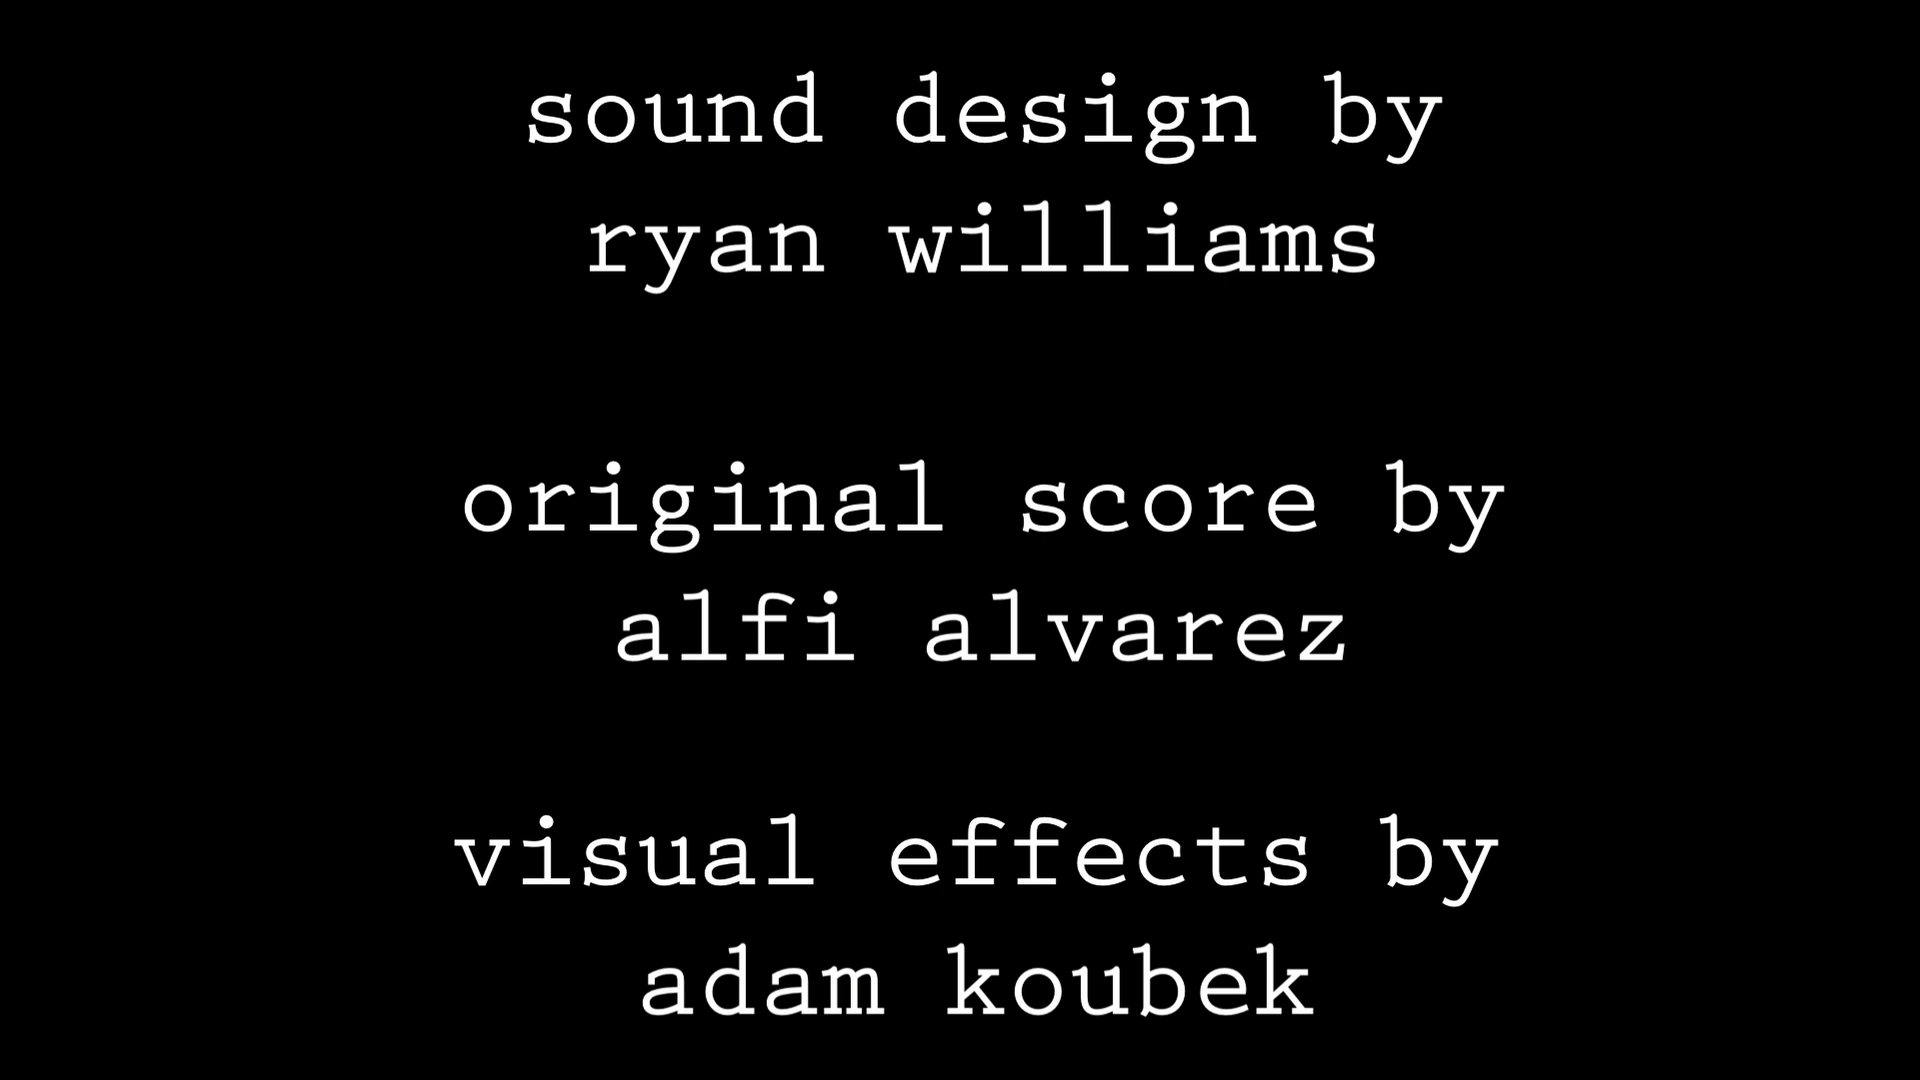 sound design by
ryan williams
original score by
alfi alvarez
visual effects by
adam koubek